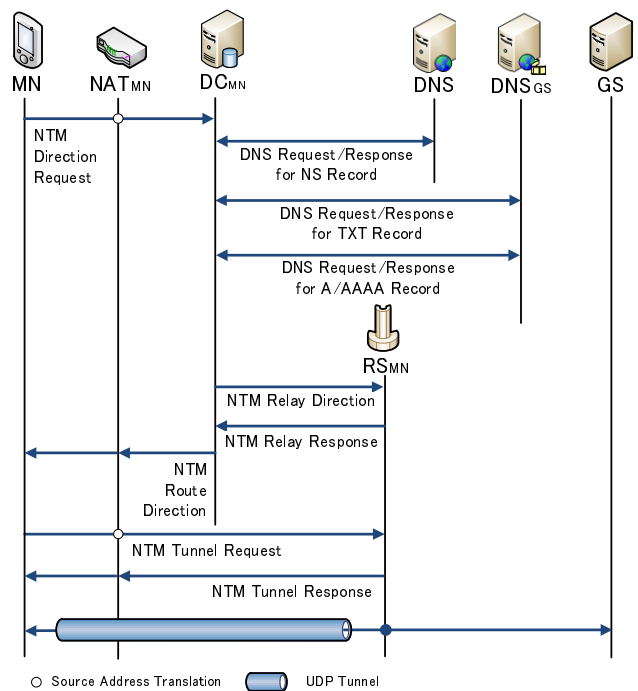 MN
NATMN
DCMN
DNS
DNSGS
GS
NTM
Direction
Request
DNS Request/Response
for NS Record
DNS Request/Response
for TXT Record
DNS Request/Response
for A/AAAA Record
RSMN
NTM Relay Direction
NTM Relay Response
NTM
Route
Direction
NTM Tunnel Request
NTM Tunnel Response
Source Address Translation
UDP Tunnel